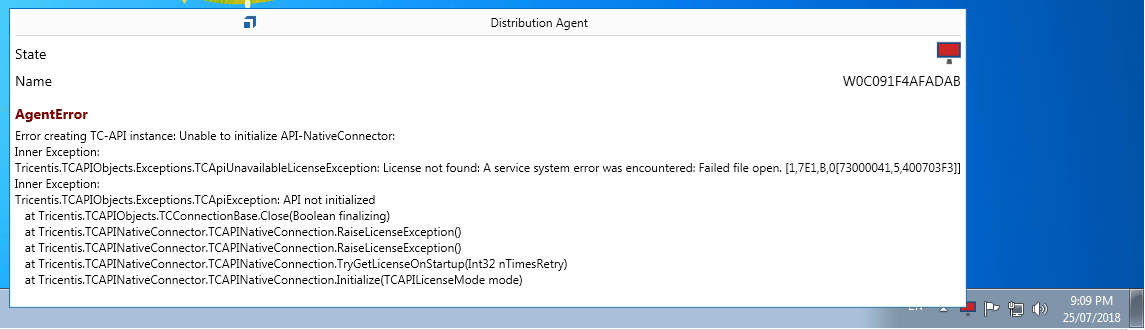 Distribution Agent
State
Name W0C091F4AFADAB
AgentError
Error creating TC-API instance: Unable to initialize API-NativeConnector:
Inner Exception:
Tricentis.TCAPIObjects.Exceptions.TCApiUnavailableLicenseException: License not found: A service system error was encountered: Failed file open. [1,7E1,B,0[73000041,5,400703F3]]
Inner Exception:
Tricentis.TCAPIObjects.Exceptions.TCApiException: API not initialized
at Tricentis.TCAPIObjects.TCConnectionBase.Close(Boolean finalizing)
at Tricentis.TCAPINativeConnector.TCAPINativeConnection.RaiseLicenseException()
at Tricentis.TCAPINativeConnector.TCAPINativeConnection.RaiseLicenseException()
at Tricentis.TCAPINativeConnector.TCAPINativeConnection.TryGetLicenseOnStartup(Int32 nTimesRetry)
at Tricentis.TCAPINativeConnector.TCAPINativeConnection.Initialize(TCAPILicenseMode mode)
9:09 PM
25/07/2018